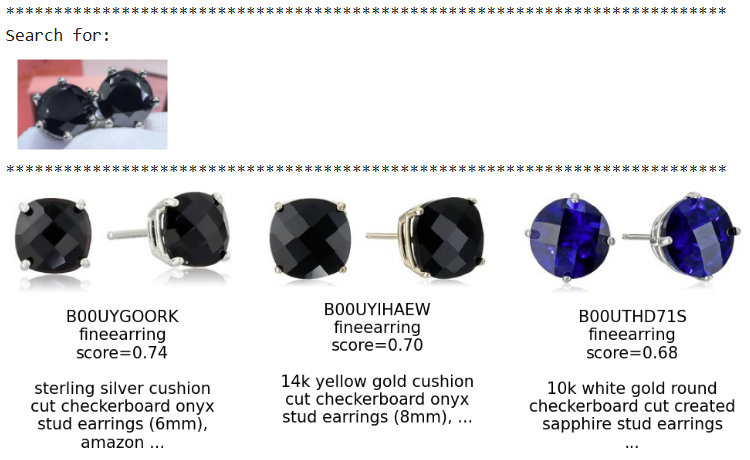 ***************************************************************************
Search for:
***************************************************************************
B00UYGOORK
fineearring
score=0.74
sterling silver cushion
cut checkerboard onyx
stud earrings (6mm),
amazon ...
B00UYIHAEW
fineearring
score=0.70
14k yellow gold cushion
cut checkerboard onyx
stud earrings (8mm), ...
B00UTHD71S
fineearring
score=0.68
10k white gold round
checkerboard cut created
sapphire stud earrings
...